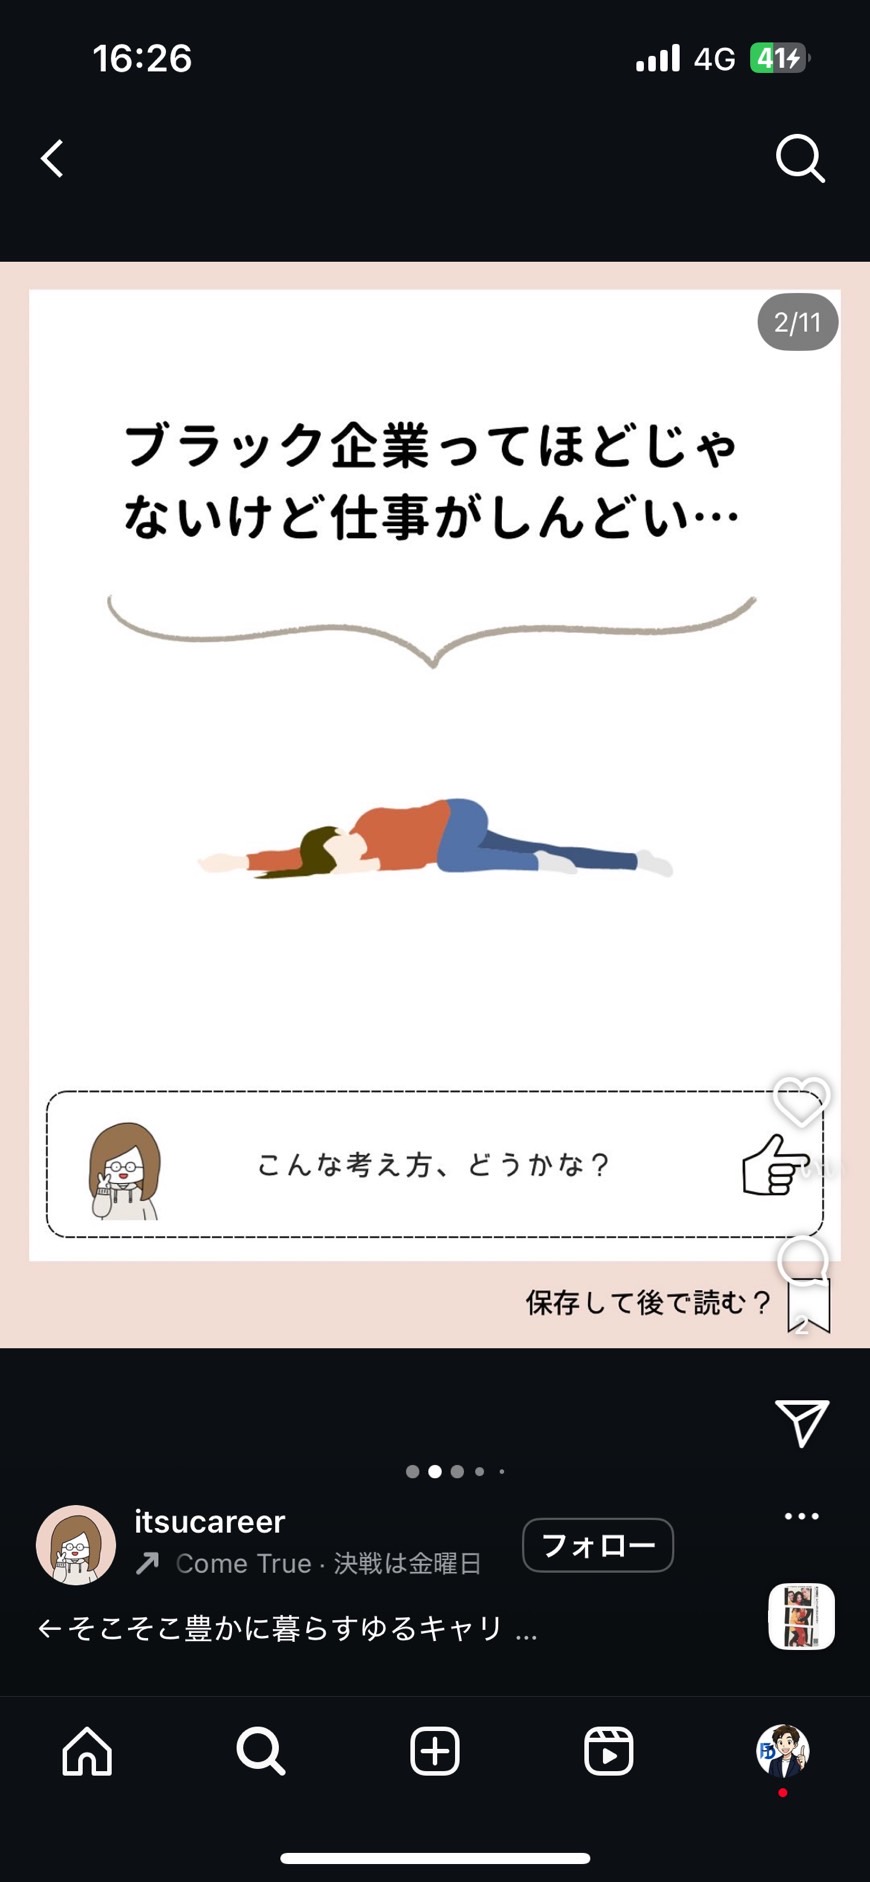 16:26
4G
41
2/11
ブラック企業ってほどじゃ
ないけど仕事がしんどい…
こんな考え方、どうかな？
保存して後で読む？
2
itsucareer
Come True · 決戦は金曜日
フォロー
←そこそこ豊かに暮らすゆるキャリ ...